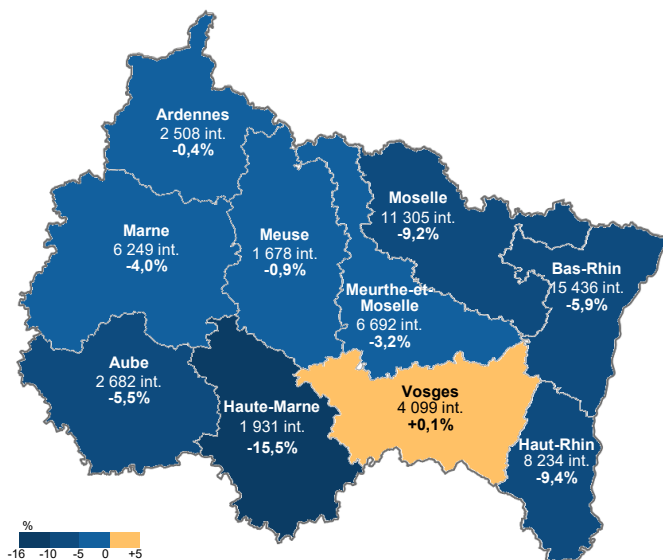 Ardennes
2 508 int.
-0,4%
Moselle
11 305 int.
-9,2%
Marne
6 249 int.
-4,0%
Meuse
1 678 int.
-0,9%
Bas-Rhin
15 436 int.
-5,9%
Meurthe-et-
Moselle
6 692 int.
-3,2%
Aube
2 682 int.
-5,5%
Haute-Marne
1 931 int.
-15,5%
Vosges
4 099 int.
+0,1%
Haut-Rhin
8 234 int.
-9,4%
%
-16 -10 -5 0 +5